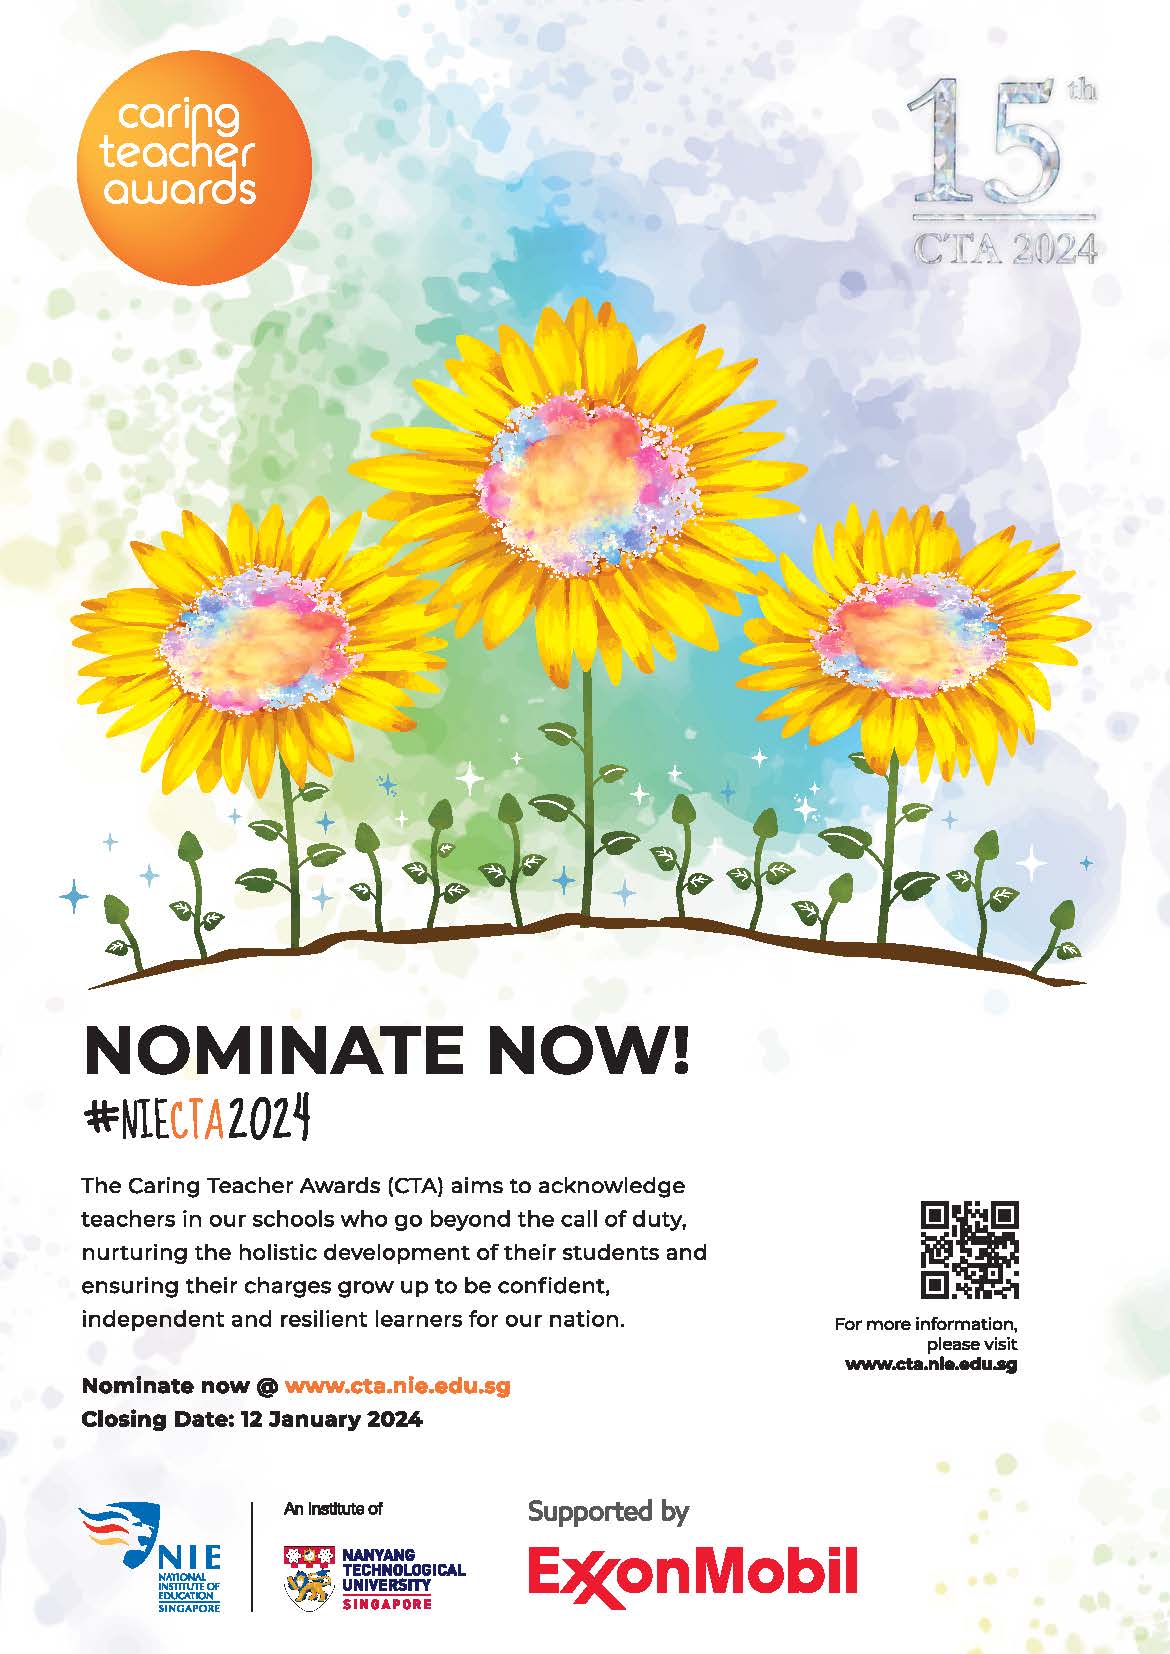 caring
teacher
awards
15th
CTA 2024
NOMINATE NOW!
#NIECTA2024
The Caring Teacher Awards (CTA) aims to acknowledge
teachers in our schools who go beyond the call of duty,
nurturing the holistic development of their students and
ensuring their charges grow up to be confident,
independent and resilient learners for our nation.
Nominate now @ www.cta.nie.edu.sg
Closing Date: 12 January 2024
For more information,
please visit
www.cta.nie.edu.sg
NIE
NATIONAL
INSTITUTE OF
EDUCATION
SINGAPORE
An Institute of
NANYANG
TECHNOLOGICAL
UNIVERSITY
SINGAPORE
Supported by
ExxonMobil